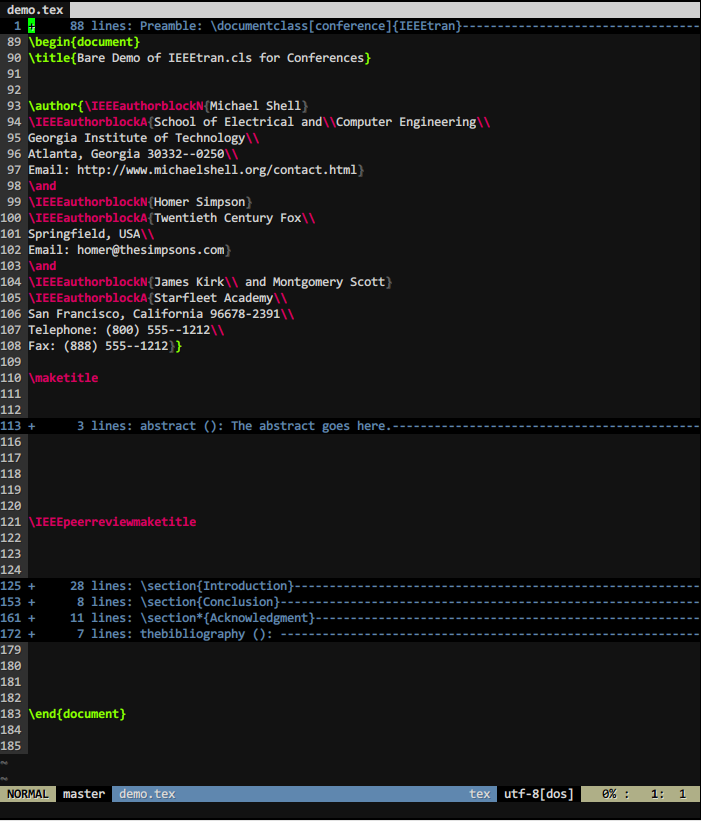 demo.tex
1 + 88 lines: Preamble: \documentclass[conference]{IEEEtran}----------------------------------
89 \begin{document}
90 \title{Bare Demo of IEEEtran.cls for Conferences}
91
92
93 \author{\IEEEauthorblockN{Michael Shell}
94 \IEEEauthorblockA{School of Electrical and\\Computer Engineering\\
95 Georgia Institute of Technology\\
96 Atlanta, Georgia 30332--0250\\
97 Email: http://www.michaelshell.org/contact.html}
98 \and
99 \IEEEauthorblockN{Homer Simpson}
100 \IEEEauthorblockA{Twentieth Century Fox\\
101 Springfield, USA\\
102 Email: homer@thesimpsons.com}
103 \and
104 \IEEEauthorblockN{James Kirk\\ and Montgomery Scott}
105 \IEEEauthorblockA{Starfleet Academy\\
106 San Francisco, California 96678-2391\\
107 Telephone: (800) 555--1212\\
108 Fax: (888) 555--1212}}
109
110 \maketitle
111
112
113 + 3 lines: abstract (): The abstract goes here.--------------------------------------------
116
117
118
119
120
121 \IEEEpeerreviewmaketitle
122
123
124
125 + 28 lines: \section{Introduction}----------------------------------------------------------
153 + 8 lines: \section{Conclusion}------------------------------------------------------------
161 + 11 lines: \section*{Acknowledgment}-------------------------------------------------------
172 + 7 lines: thebibliography (): ------------------------------------------------------------
179
180
181
182
183 \end{document}
184
185
~
~
NORMAL master demo.tex tex utf-8[dos] 0% : 1: 1